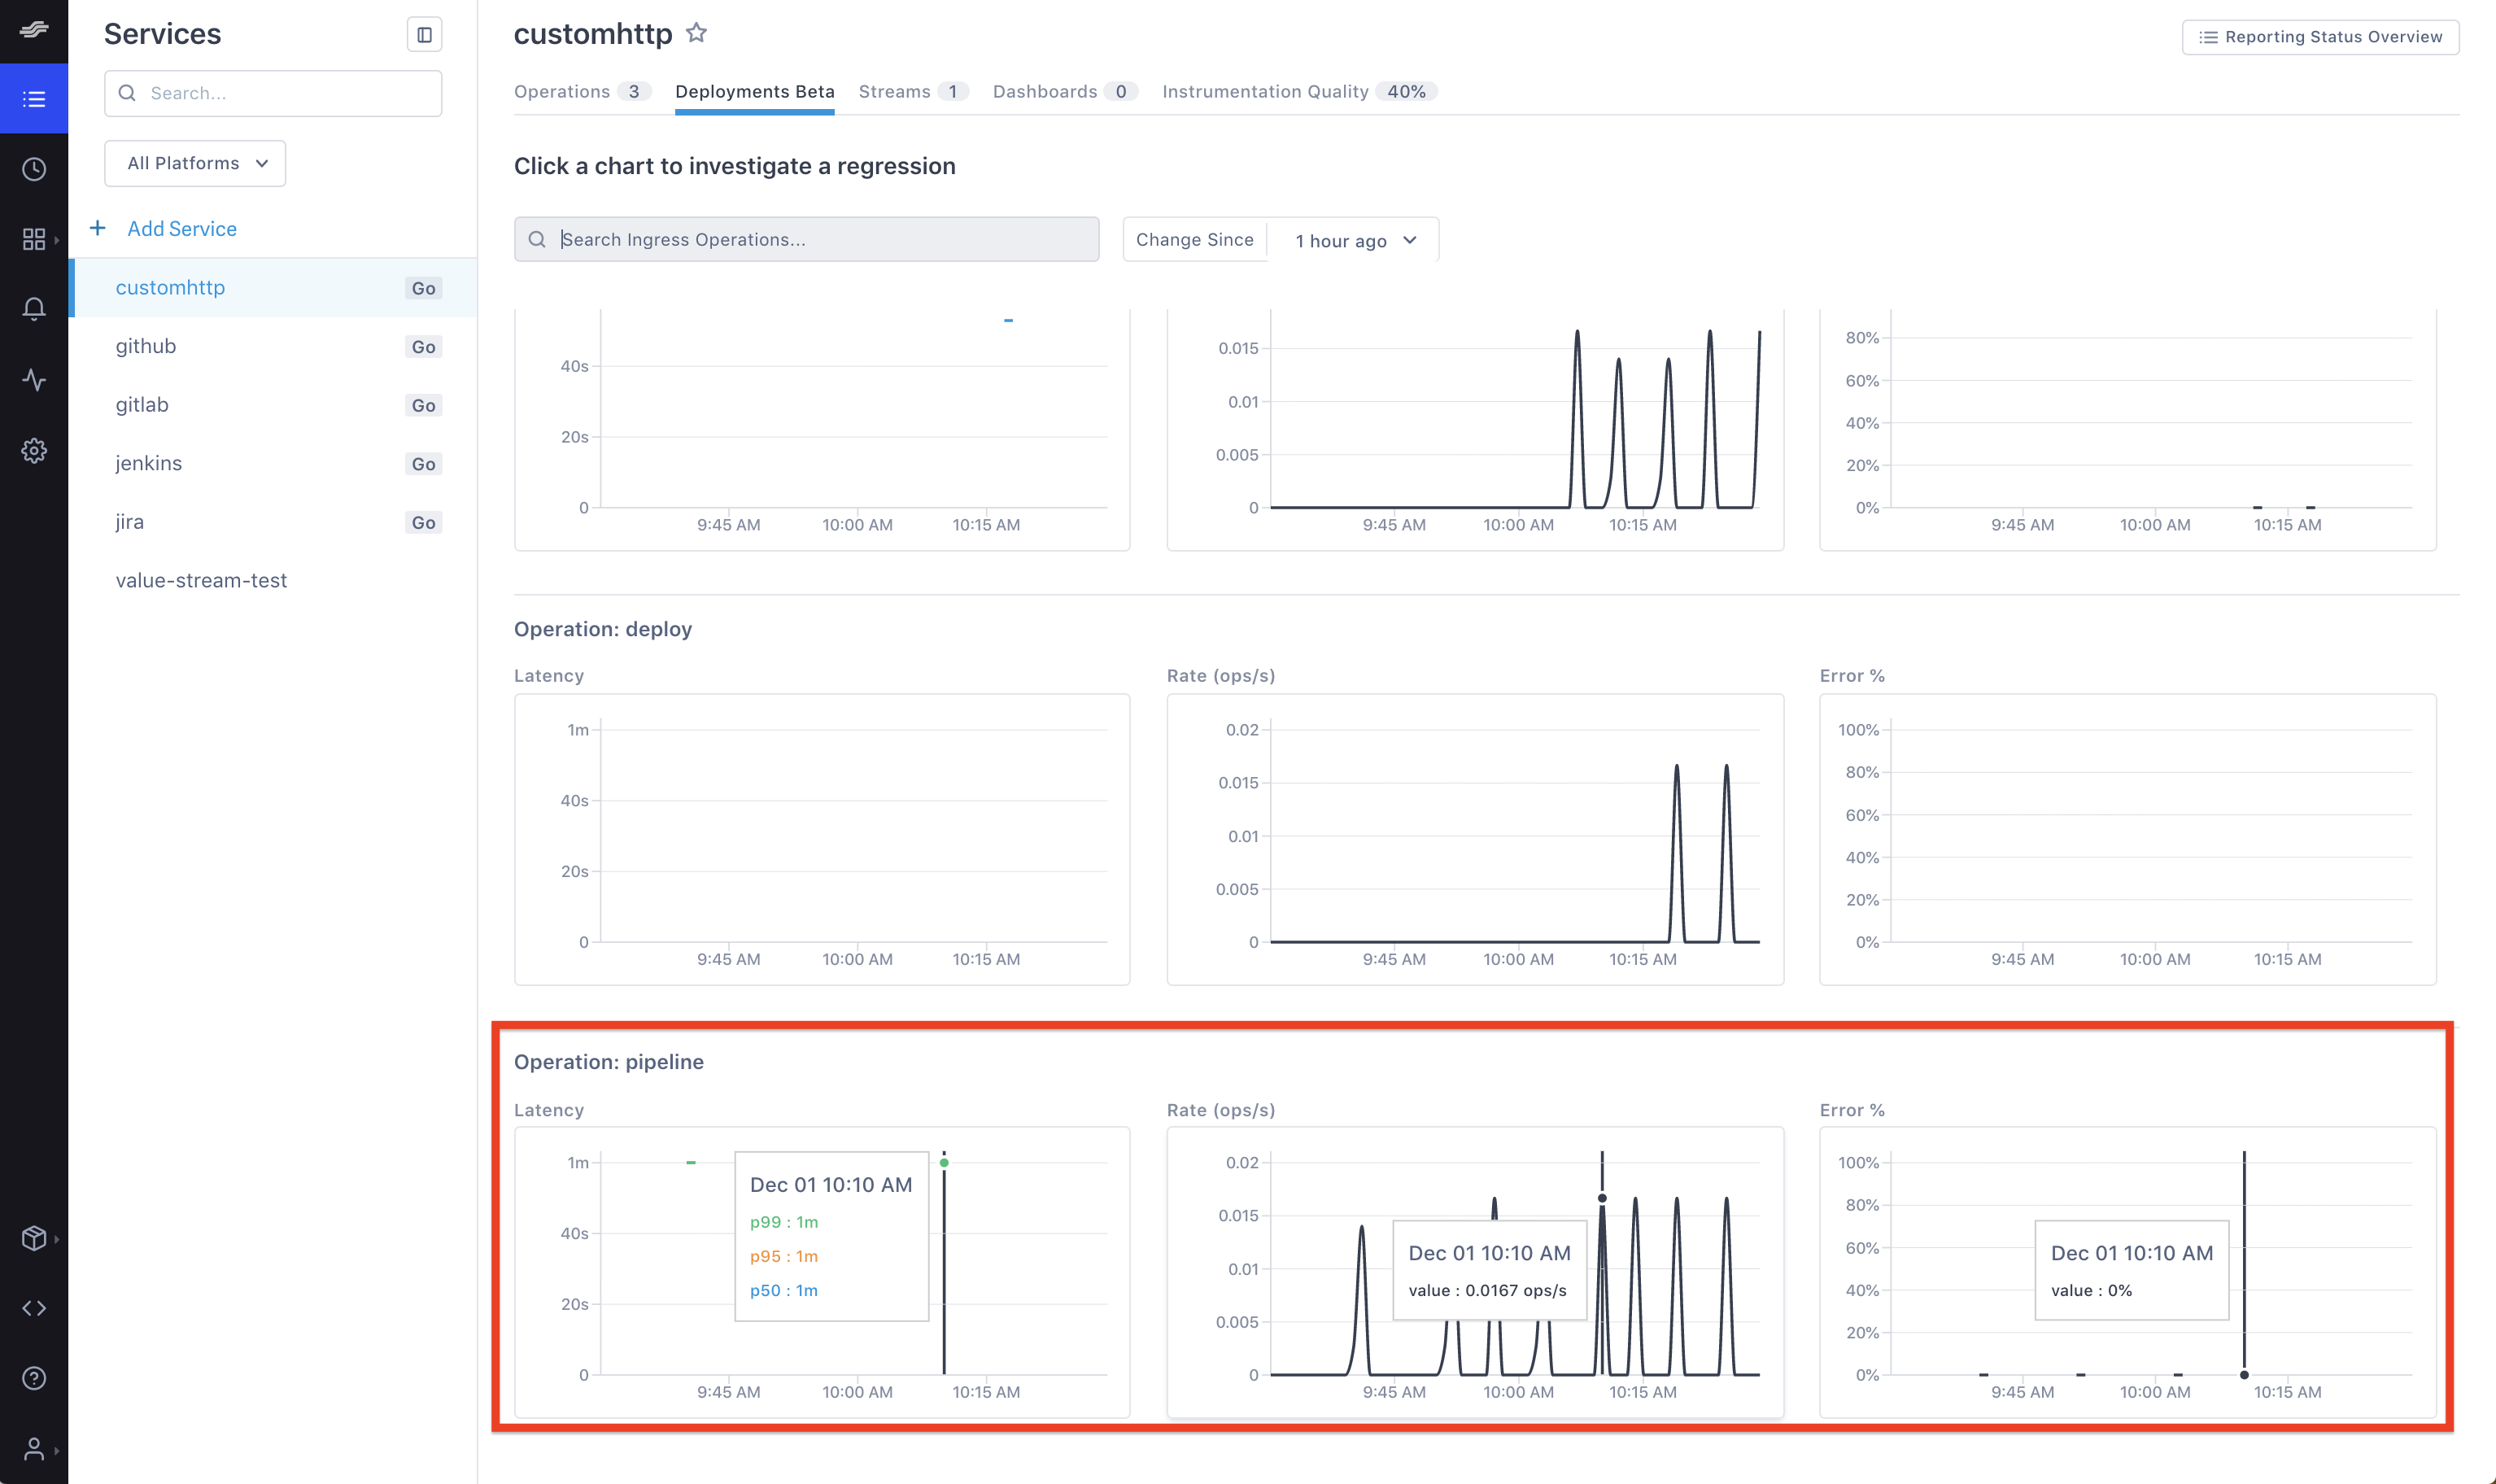 Services
Search...
All Platforms
+ Add Service
customhttp Go
github Go
gitlab Go
jenkins Go
jira Go
value-stream-test
customhttp
Reporting Status Overview
Operations 3 Deployments Beta Streams 1 Dashboards 0 Instrumentation Quality 40%
Click a chart to investigate a regression
Search Ingress Operations...
Change Since 1 hour ago
40s
20s
0
9:45 AM 10:00 AM 10:15 AM
0.015
0.01
0.005
0
9:45 AM 10:00 AM 10:15 AM
80%
60%
40%
20%
0%
9:45 AM 10:00 AM 10:15 AM
Operation: deploy
Latency
1m
40s
20s
0
9:45 AM 10:00 AM 10:15 AM
Rate (ops/s)
0.02
0.015
0.01
0.005
0
9:45 AM 10:00 AM 10:15 AM
Error %
100%
80%
60%
40%
20%
0%
9:45 AM 10:00 AM 10:15 AM
Operation: pipeline
Latency
1m
40s
20s
0
9:45 AM 10:00 AM 10:15 AM
Dec 01 10:10 AM
p99 : 1m
p95 : 1m
p50 : 1m
Rate (ops/s)
0.02
0.015
0.01
0.005
0
9:45 AM 10:00 AM 10:15 AM
Dec 01 10:10 AM
value : 0.0167 ops/s
Error %
100%
80%
60%
40%
20%
0%
9:45 AM 10:00 AM 10:15 AM
Dec 01 10:10 AM
value : 0%